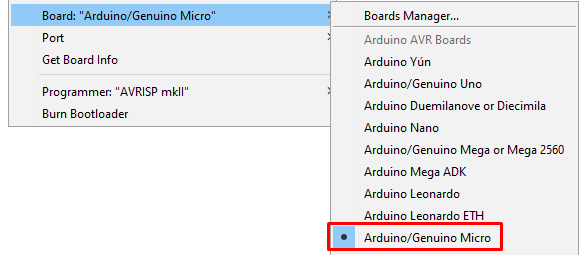 Board: "Arduino/Genuino Micro"
Port
Get Board Info
Programmer: "AVRISP mkII"
Burn Bootloader
Boards Manager...
Arduino AVR Boards
Arduino Yún
Arduino/Genuino Uno
Arduino Duemilanove or Diecimila
Arduino Nano
Arduino/Genuino Mega or Mega 2560
Arduino Mega ADK
Arduino Leonardo
Arduino Leonardo ETH
Arduino/Genuino Micro